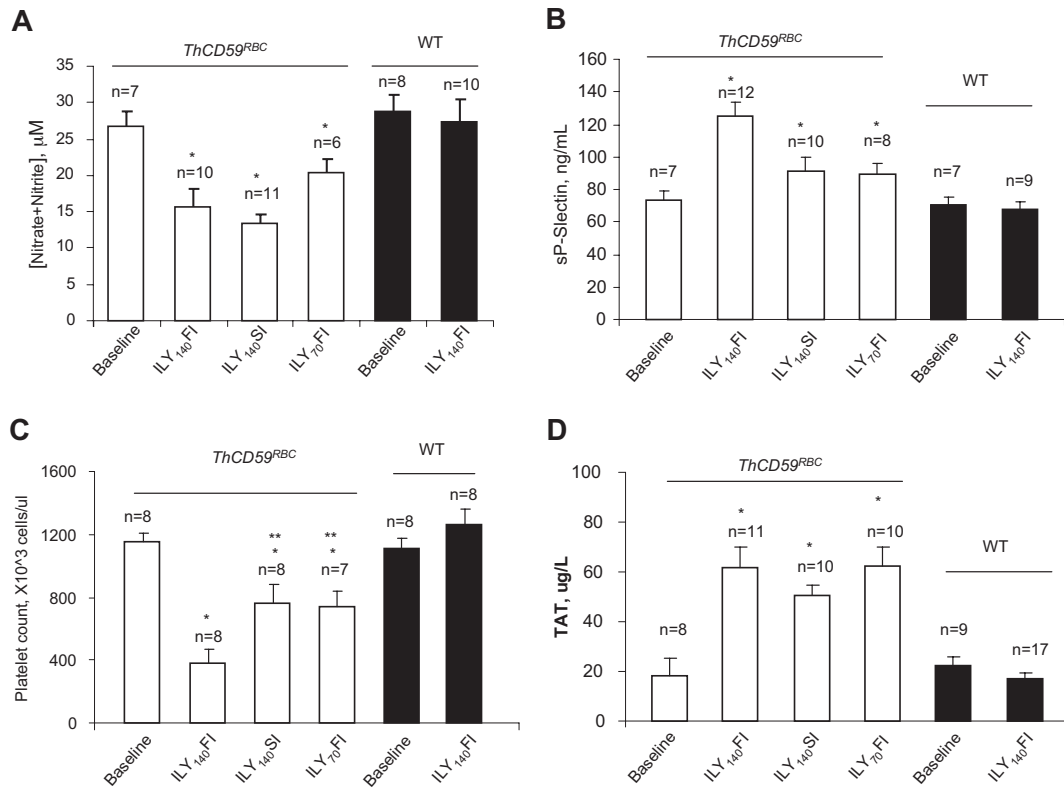 A
ThCD59RBC
WT
[Nitrate+Nitrite], μM
35
30
25
20
15
10
5
0
n=7
*
n=10
*
n=11
*
n=6
n=8
n=10
Baseline
ILY140FI
ILY140SI
ILY70FI
Baseline
ILY140FI
B
ThCD59RBC
WT
sP-Slectin, ng/mL
160
140
120
100
80
60
40
20
0
n=7
*
n=12
*
n=10
*
n=8
n=7
n=9
Baseline
ILY140FI
ILY140SI
ILY70FI
Baseline
ILY140FI
C
ThCD59RBC
WT
Platelet count, X10^3 cells/ul
1600
1200
800
400
0
n=8
*
n=8
**
*
n=8
**
*
n=7
n=8
n=8
Baseline
ILY140FI
ILY140SI
ILY70FI
Baseline
ILY140FI
D
ThCD59RBC
WT
TAT, ug/L
100
80
60
40
20
0
n=8
*
n=11
*
n=10
*
n=10
n=9
n=17
Baseline
ILY140FI
ILY140SI
ILY70FI
Baseline
ILY140FI